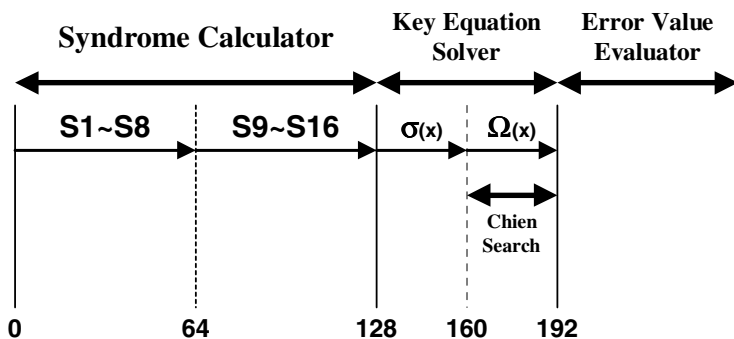 Syndrome Calculator
Key Equation
Solver
Error Value
Evaluator
S1~S8
S9~S16
σ(x)
Ω(x)
Chien
Search
0
64
128
160
192